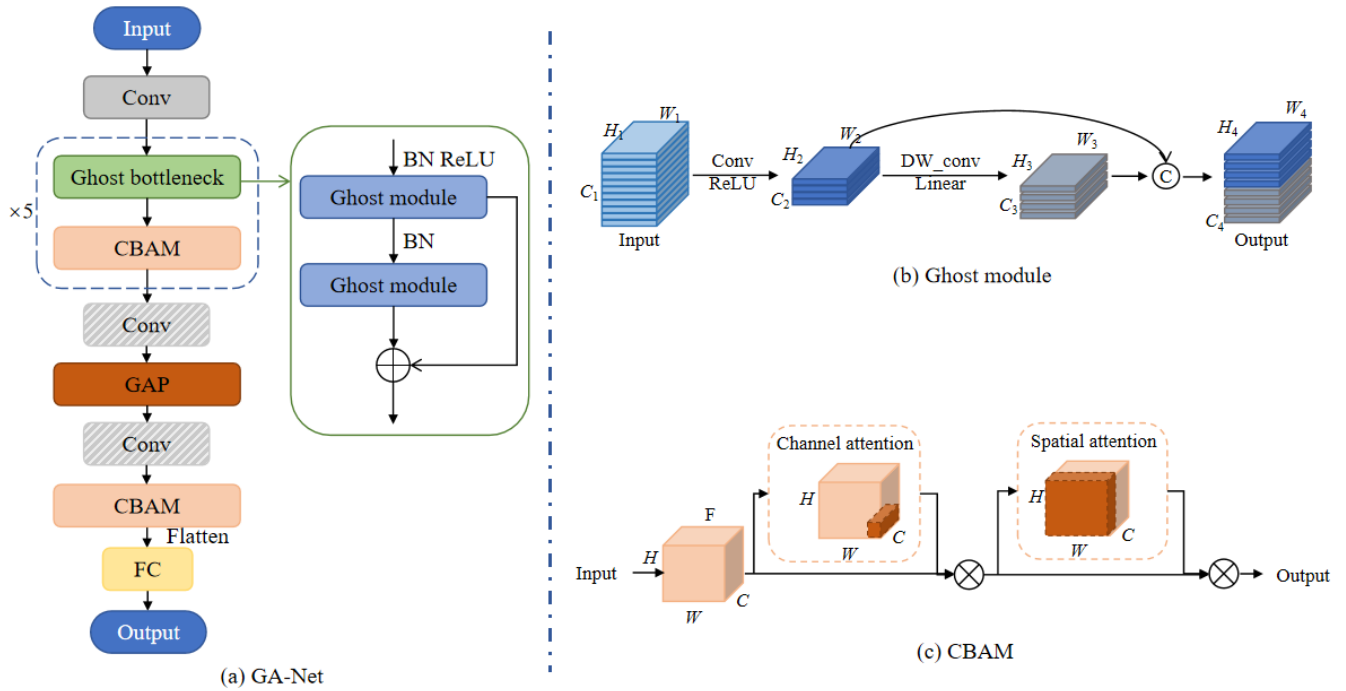 Input
Conv
Ghost bottleneck
×5
CBAM
Conv
GAP
Conv
CBAM
Flatten
FC
Output
(a) GA-Net
BN ReLU
Ghost module
BN
Ghost module
H1
W1
C1
Input
Conv
ReLU
H2
W2
C2
DW_conv
Linear
H3
W3
C3
C
H4
W4
C4
Output
(b) Ghost module
Input
F
H
W
C
Channel attention
H
W
C
Spatial attention
H
W
C
Output
(c) CBAM